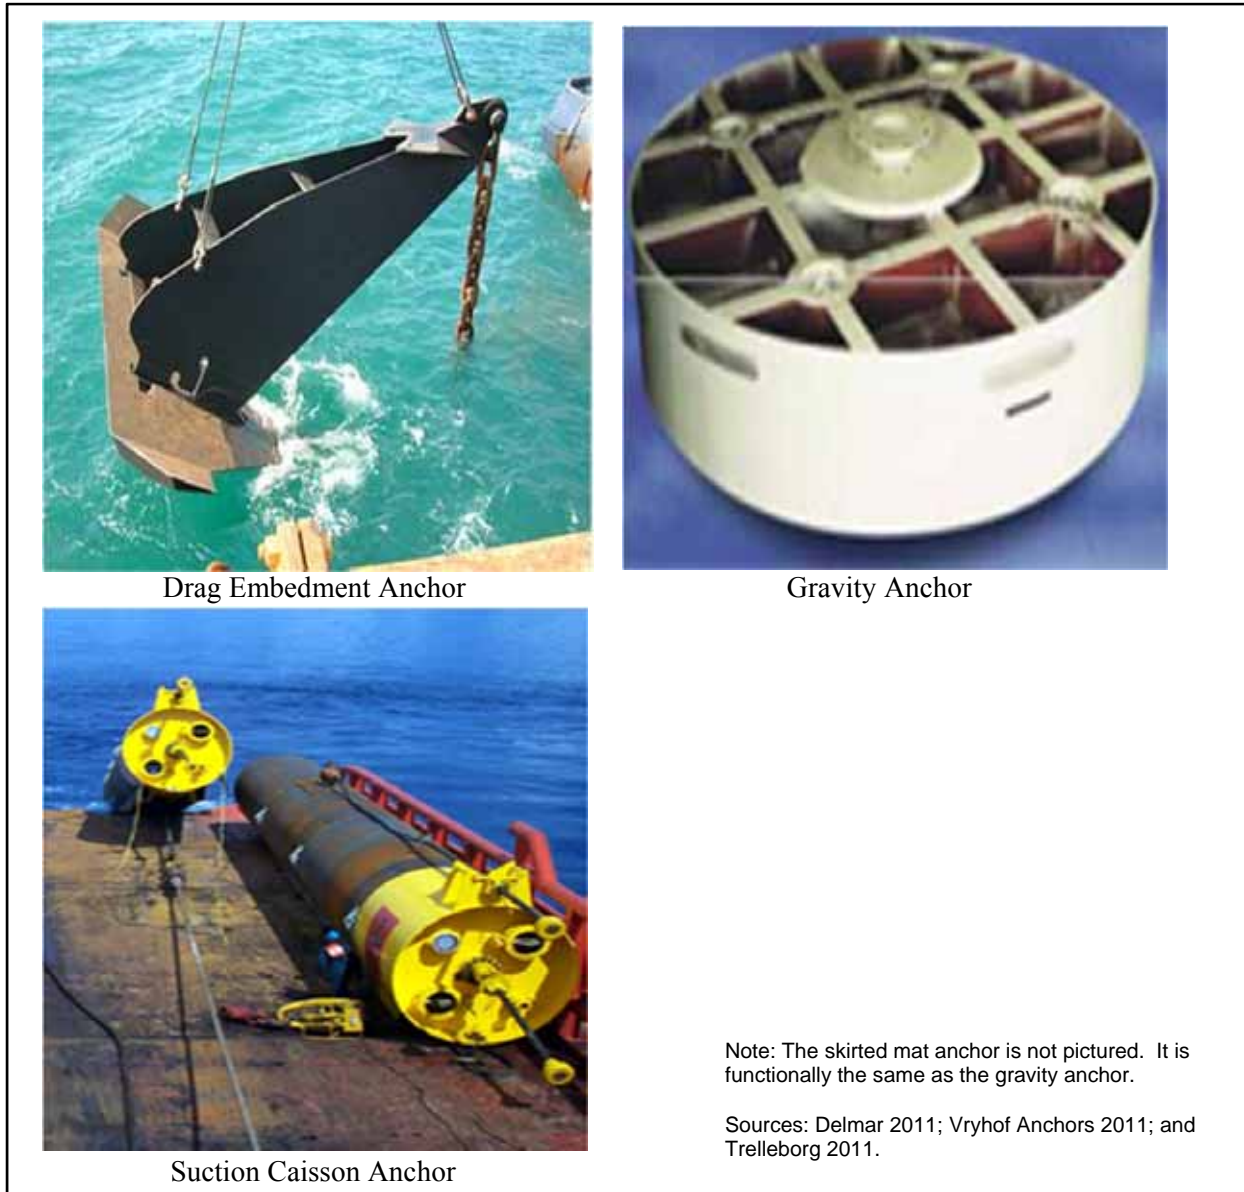 Drag Embedment Anchor
Gravity Anchor
Suction Caisson Anchor
Note: The skirted mat anchor is not pictured.  It is
functionally the same as the gravity anchor.
Sources: Delmar 2011; Vryhof Anchors 2011; and
Trelleborg 2011.